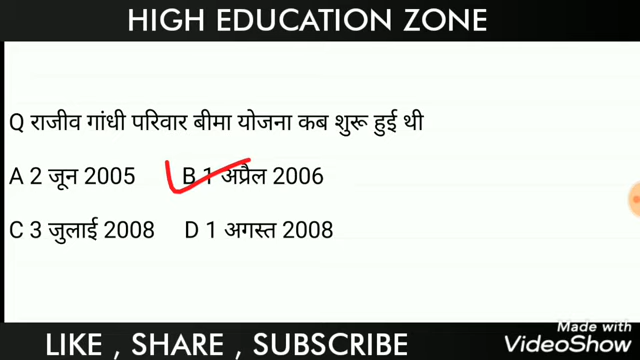 HIGH EDUCATION ZONE
Q राजीव गांधी परिवार बीमा योजना कब शुरू हुई थी
A 2 जून 2005 B 1 अप्रैल 2006
C 3 जुलाई 2008 D 1 अगस्त 2008
Made with
LIKE , SHARE , SUBSCRIBE VideoShow